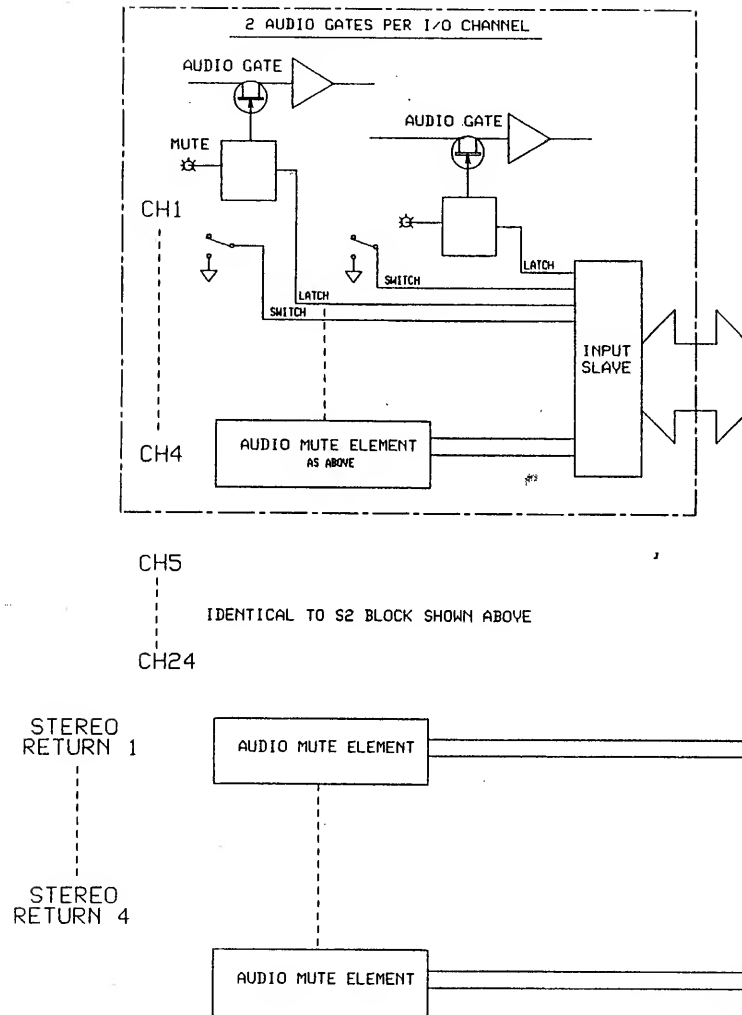 2 AUDIO GATES PER I/O CHANNEL
AUDIO GATE
AUDIO GATE
MUTE
CH1
LATCH
SWITCH
LATCH
SWITCH
INPUT
SLAVE
AUDIO MUTE ELEMENT
AS ABOVE
CH4
CH5
IDENTICAL TO S2 BLOCK SHOWN ABOVE
CH24
STEREO
RETURN 1
AUDIO MUTE ELEMENT
STEREO
RETURN 4
AUDIO MUTE ELEMENT